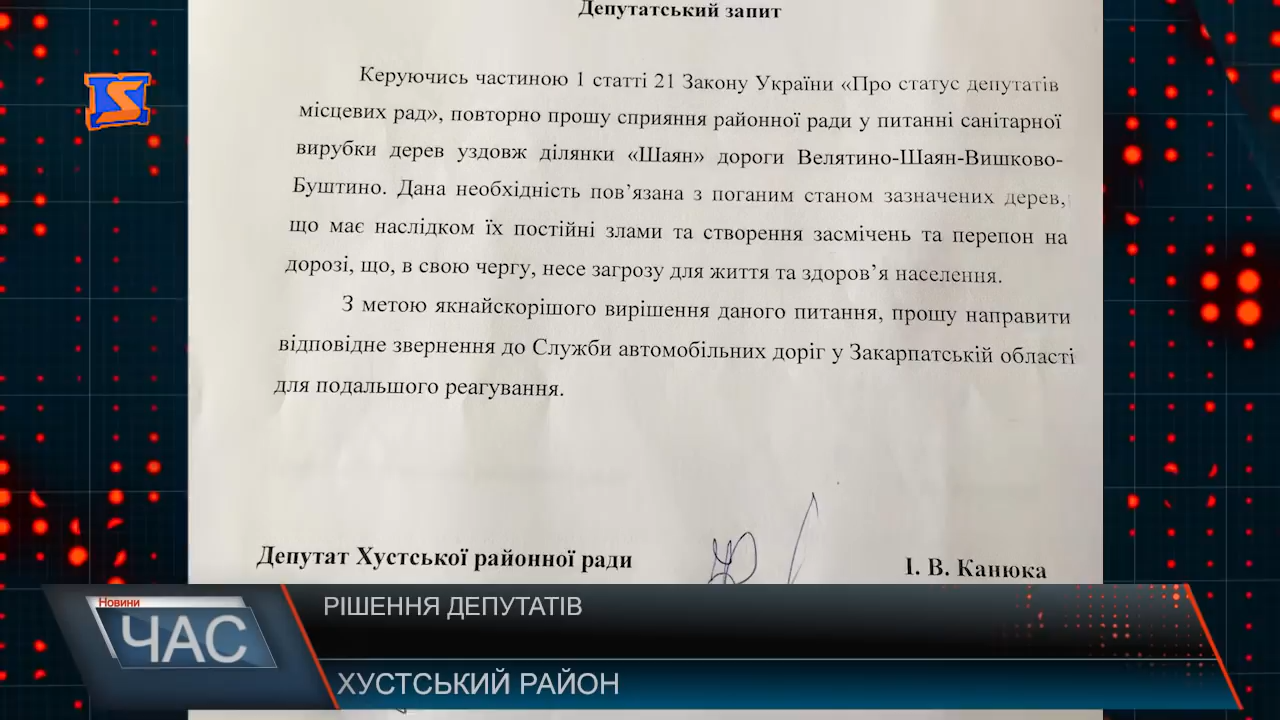 Депутатський запит
Керуючись частиною 1 статті 21 Закону України «Про статус депутатів
місцевих рад», повторно прошу сприяння районної ради у питанні санітарної
вирубки дерев уздовж ділянки «Шаян» дороги Велятино-Шаян-Вишково-
Буштино. Дана необхідність пов’язана з поганим станом зазначених дерев,
що має наслідком їх постійні злами та створення засмічень та перепон на
дорозі, що, в свою чергу, несе загрозу для життя та здоров’я населення.
З метою якнайскорішого вирішення даного питання, прошу направити
відповідне звернення до Служби автомобільних доріг у Закарпатській області
для подальшого реагування.
Депутат Хустської районної ради І. В. Канюка
Новини
ЧАС
РІШЕННЯ ДЕПУТАТІВ
ХУСТСЬКИЙ РАЙОН